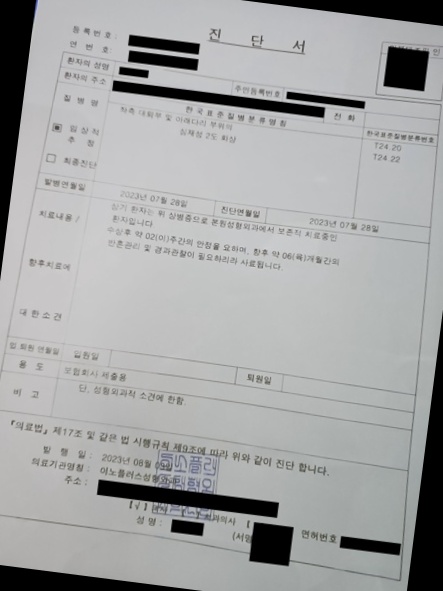 진 단 서
등 록 번 호 :
연 번 호 :
환자의 성명
주민등록번호
환자의 주소
전 화
질 병 명
한 국 표 준 질 병 분 류 명 칭
한국표준질병분류번호
좌측 대퇴부 및 아래다리 부위의
심재성 2도 화상
T24.20
T24.22
▣ 임 상 적
추 정
□ 최종진단
발병연월일
2023년 07월 28일
진단연월일
2023년 07월 28일
치료내용 /
향후치료에
대 한 소 견
상기 환자는 위 상병증으로 본원성형외과에서 보존적 치료중인
환자입니다.
수상후 약 02(이)주간의 안정을 요하며, 향후 약 06(육)개월간의
반흔관리 및 경과관찰이 필요하리라 사료됩니다.
입 퇴원 연월일
입원일
퇴원일
용 도
보험회사 제출용
비 고
단, 성형외과적 소견에 한함.
『의료법』 제17조 및 같은 법 시행규칙 제9조에 따라 위와 같이 진단 합니다.
발 행 일 :
2023년 08월
의료기관명칭 :
이노플러스성형외과
주소 :
[ √ ]
성 명 :
면허번호